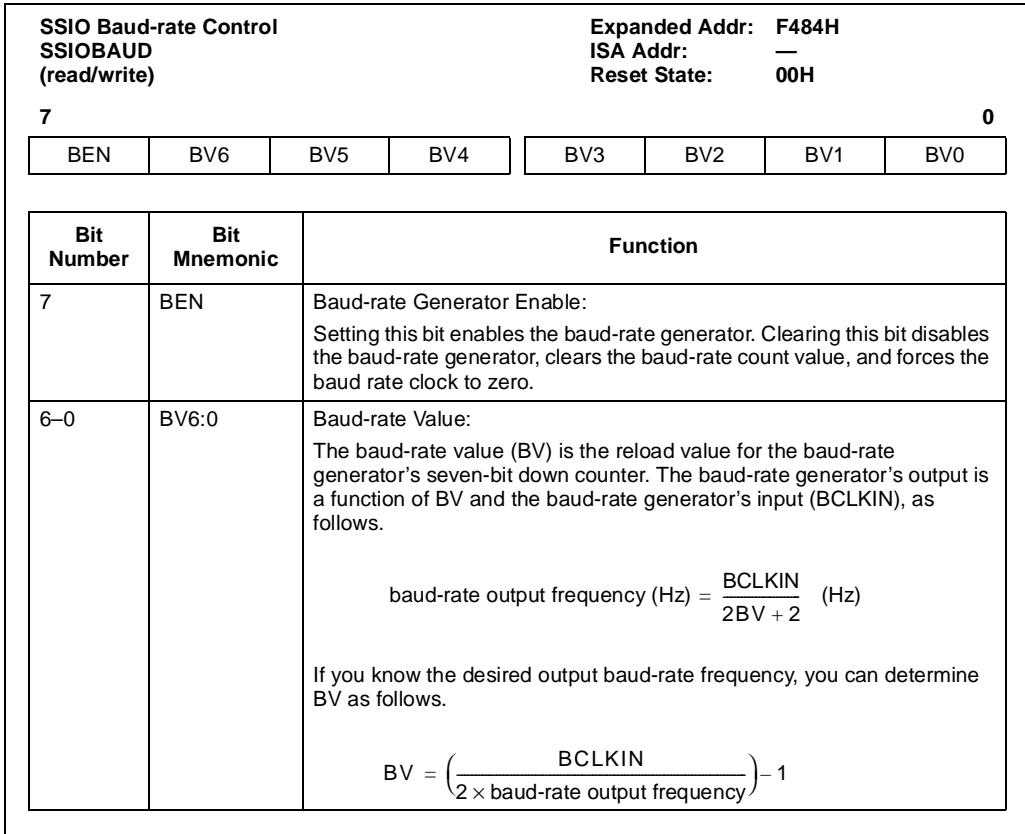 SSIO Baud-rate Control
SSIOBAUD
(read/write)
Expanded Addr: F484H
ISA Addr: —
Reset State: 00H
7 0
BEN BV6 BV5 BV4 BV3 BV2 BV1 BV0
Bit Number Bit Mnemonic Function
7 BEN Baud-rate Generator Enable:
Setting this bit enables the baud-rate generator. Clearing this bit disables
the baud-rate generator, clears the baud-rate count value, and forces the
baud rate clock to zero.
6–0 BV6:0 Baud-rate Value:
The baud-rate value (BV) is the reload value for the baud-rate
generator's seven-bit down counter. The baud-rate generator's output is
a function of BV and the baud-rate generator's input (BCLKIN), as
follows.
baud-rate output frequency (Hz) = BCLKIN / 2BV + 2 (Hz)
If you know the desired output baud-rate frequency, you can determine
BV as follows.
BV = (BCLKIN / 2 × baud-rate output frequency) – 1